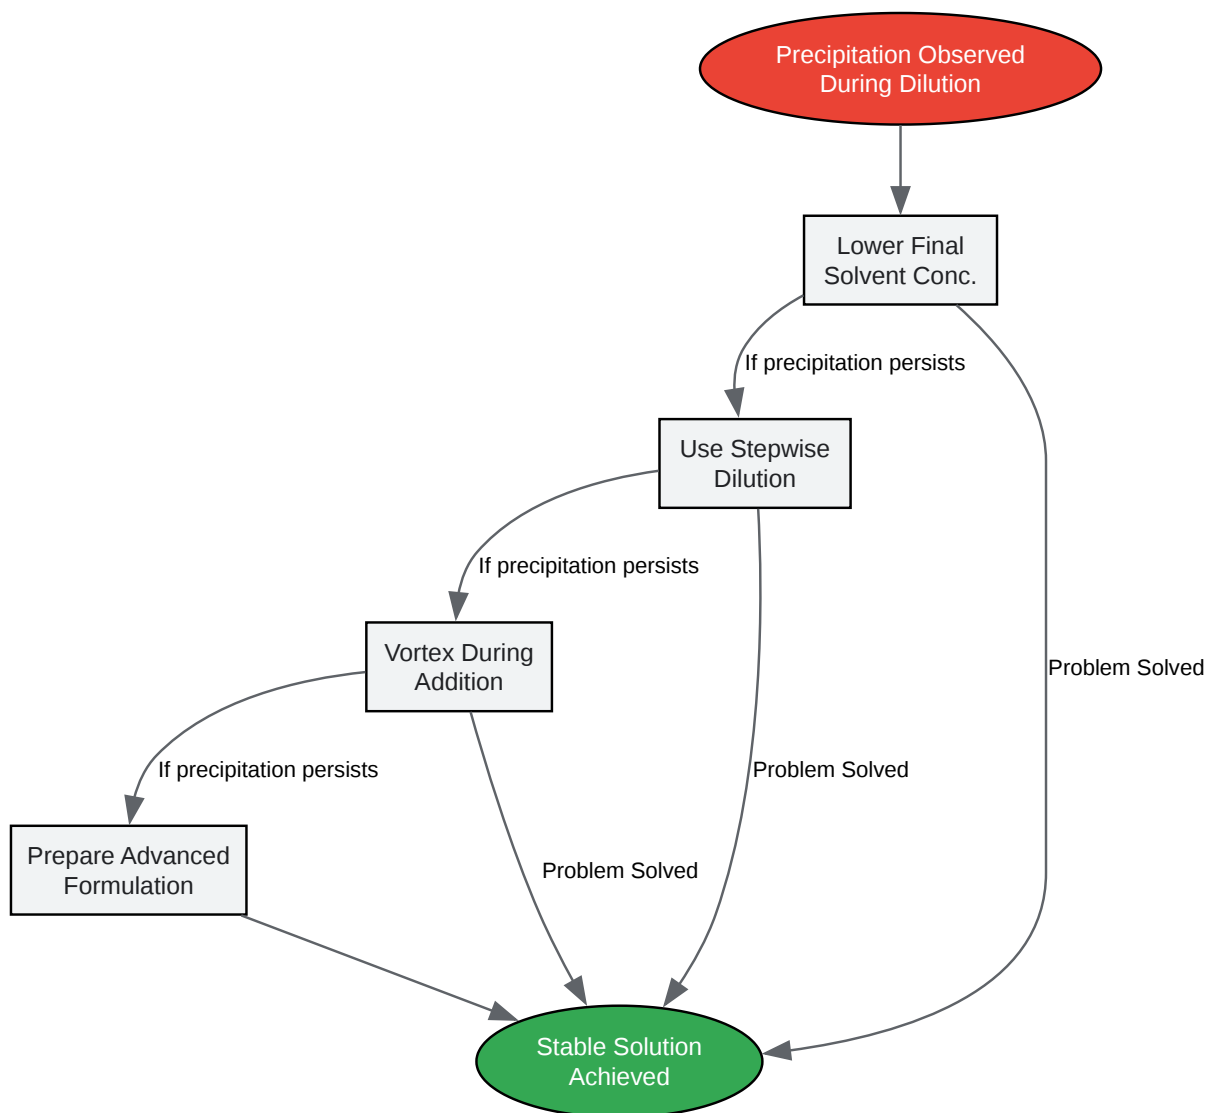 Precipitation Observed
During Dilution
Lower Final
Solvent Conc.
If precipitation persists
Use Stepwise
Dilution
If precipitation persists
Vortex During
Addition
Problem Solved
If precipitation persists
Problem Solved
Prepare Advanced
Formulation
Problem Solved
Stable Solution
Achieved